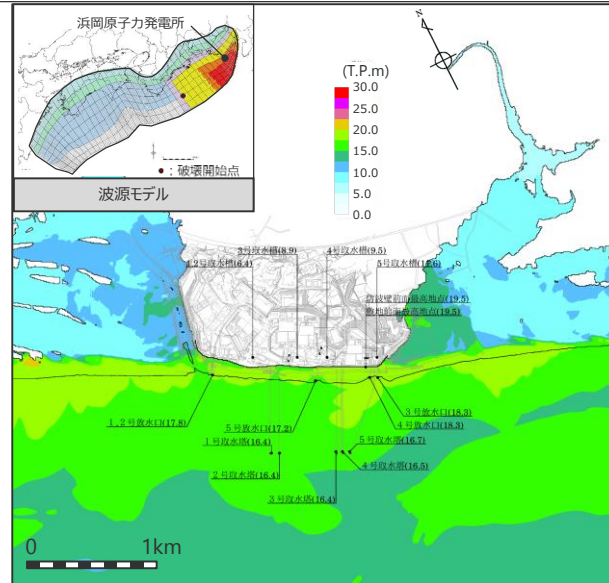 浜岡原子力発電所
●：破壊開始点
波源モデル
N
(T.P.m)
30.0
25.0
20.0
15.0
10.0
5.0
0.0
3号取水槽(8.9)
4号取水槽(9.5)
1,2号取水槽(6.4)
5号取水槽(11.6)
防波壁前面最高地点(19.5)
敷地前面最高地点(19.5)
1,2号放水口(17.8)
5号放水口(17.2)
3号放水口(18.3)
4号放水口(18.3)
1号取水塔(16.4)
5号取水塔(16.7)
2号取水塔(16.4)
4号取水塔(16.5)
3号取水塔(16.4)
0
1km